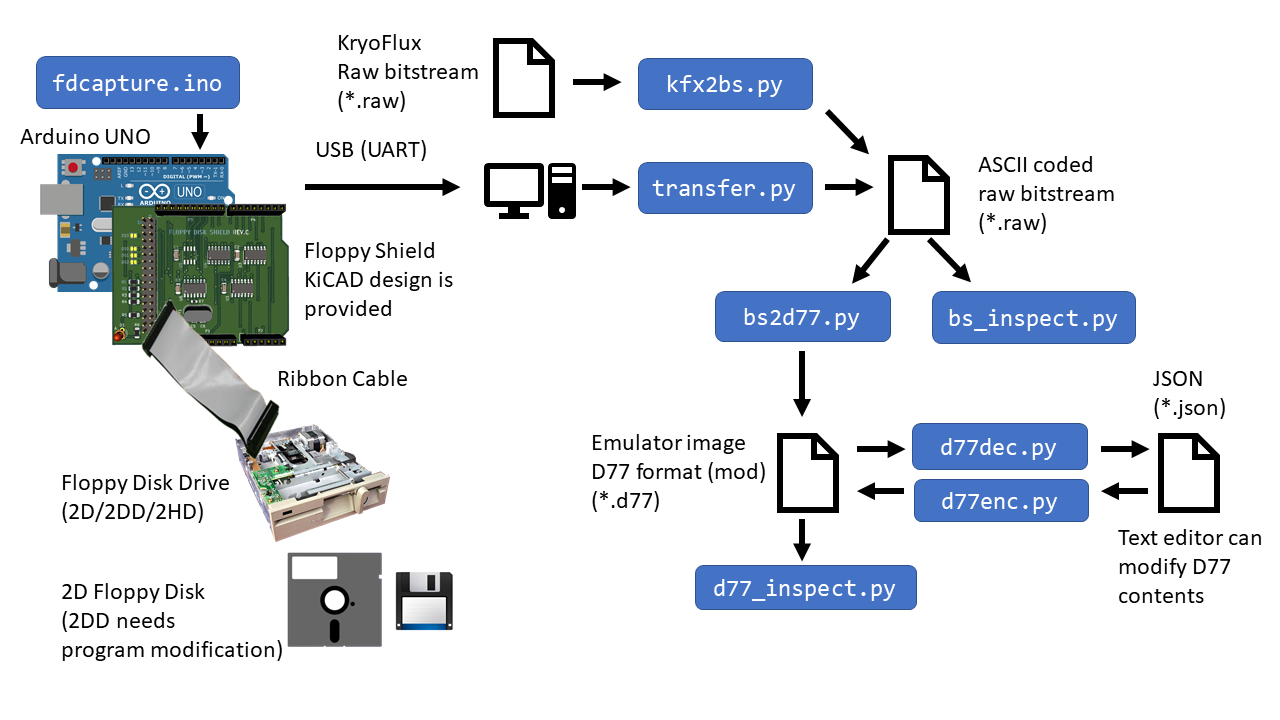 fdcapture.ino
Arduino UNO
UNO
ARDUINO
DIGITAL (PWM ~)
FLOPPY DISK SHIELD REV.C
KryoFlux
Raw bitstream
(*.raw)
kfx2bs.py
USB (UART)
transfer.py
ASCII coded
raw bitstream
(*.raw)
Floppy Shield
KiCAD design is
provided
bs2d77.py
bs_inspect.py
Ribbon Cable
JSON
(*.json)
Emulator image
D77 format (mod)
(*.d77)
d77dec.py
d77enc.py
Floppy Disk Drive
(2D/2DD/2HD)
Text editor can
modify D77
contents
d77_inspect.py
2D Floppy Disk
(2DD needs
program modification)